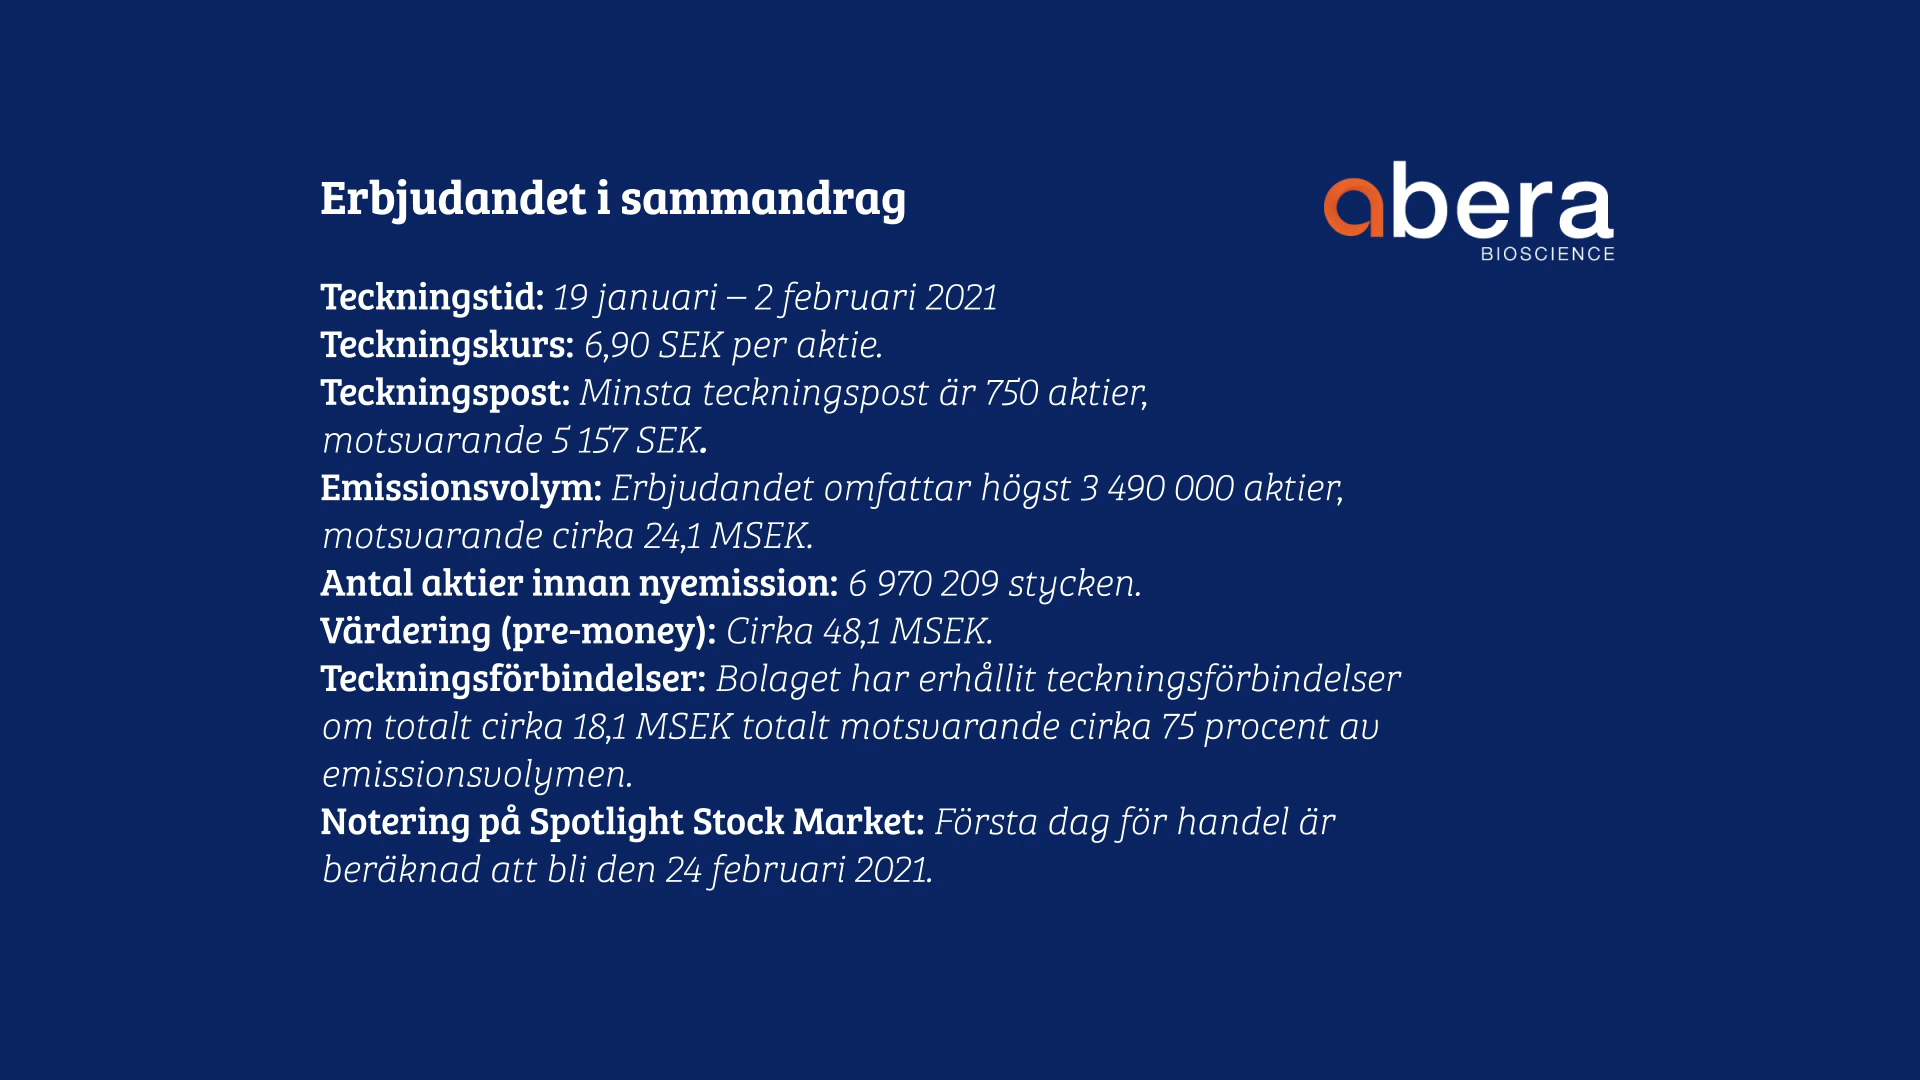 Erbjudandet i sammandrag
abera
BIOSCIENCE
Teckningstid: 19 januari – 2 februari 2021
Teckningskurs: 6,90 SEK per aktie.
Teckningspost: Minsta teckningspost är 750 aktier,
motsvarande 5 157 SEK.
Emissionsvolym: Erbjudandet omfattar högst 3 490 000 aktier,
motsvarande cirka 24,1 MSEK.
Antal aktier innan nyemission: 6 970 209 stycken.
Värdering (pre-money): Cirka 48,1 MSEK.
Teckningsförbindelser: Bolaget har erhållit teckningsförbindelser
om totalt cirka 18,1 MSEK totalt motsvarande cirka 75 procent av
emissionsvolymen.
Notering på Spotlight Stock Market: Första dag för handel är
beräknad att bli den 24 februari 2021.